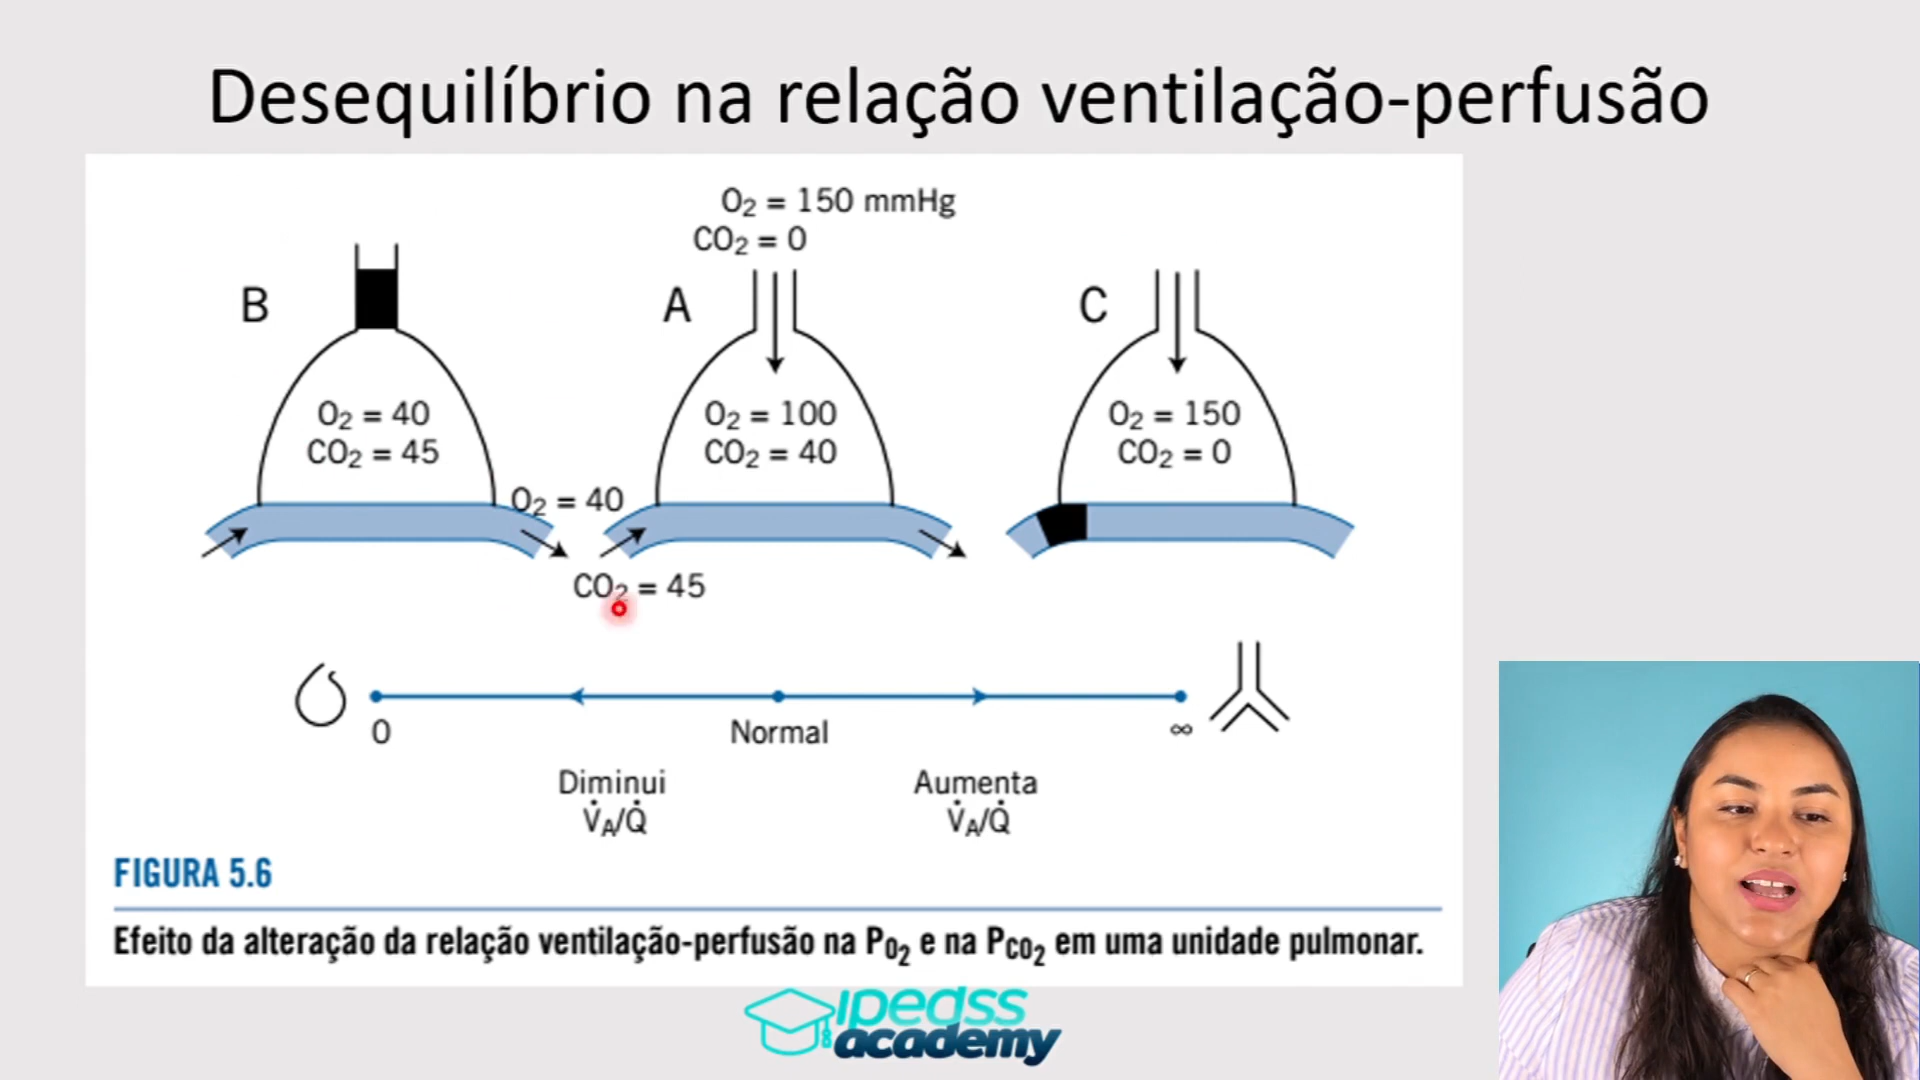 Desequilíbrio na relação ventilação-perfusão
O₂ = 150 mmHg
CO₂ = 0
B
A
C
O₂ = 40
CO₂ = 45
O₂ = 100
CO₂ = 40
O₂ = 150
CO₂ = 0
O₂ = 40
CO₂ = 45
0
Normal
∞
Diminui
V̇A/Q̇
Aumenta
V̇A/Q̇
FIGURA 5.6
Efeito da alteração da relação ventilação-perfusão na PO₂ e na PCO₂ em uma unidade pulmonar.
ipedss
academy